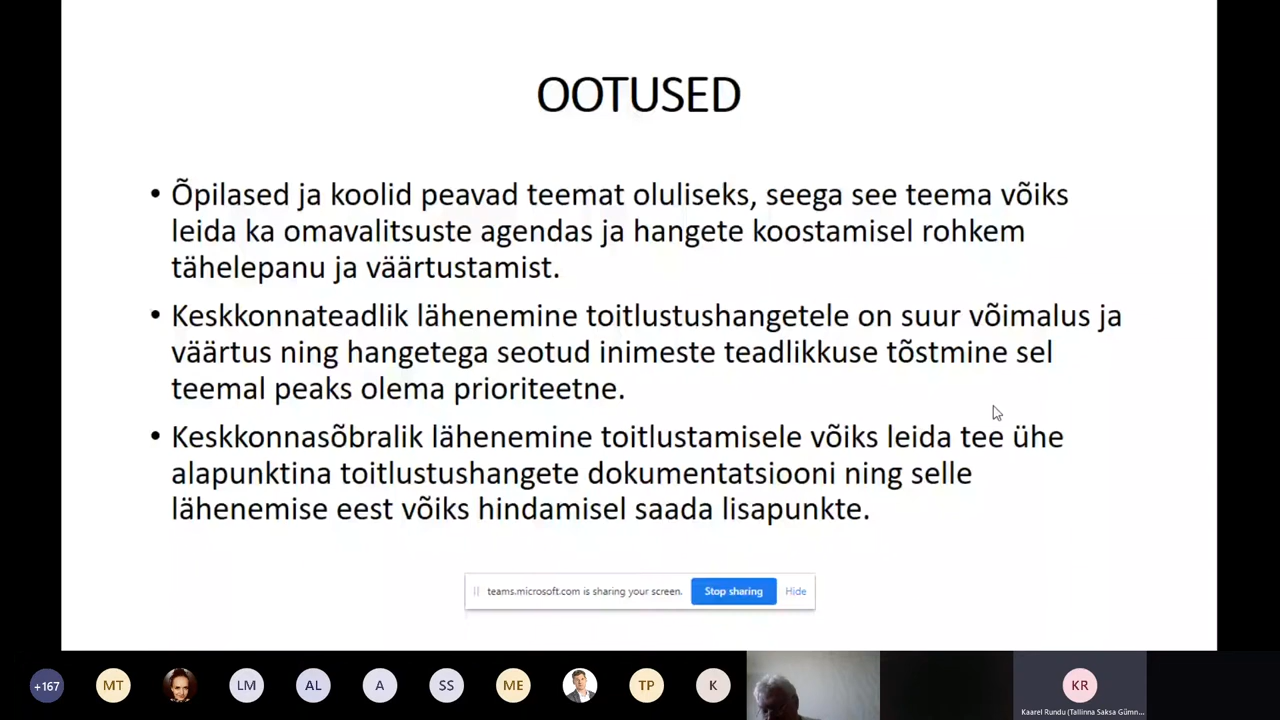 OOTUSED
• Õpilased ja koolid peavad teemat oluliseks, seega see teema võiks
leida ka omavalitsuste agendas ja hangete koostamisel rohkem
tähelepanu ja väärtustamist.
• Keskkonnateadlik lähenemine toitlustushangetele on suur võimalus ja
väärtus ning hangetega seotud inimeste teadlikkuse tõstmine sel
teemal peaks olema prioriteetne.
• Keskkonnasõbralik lähenemine toitlustamisele võiks leida tee ühe
alapunktina toitlustushangete dokumentatsiooni ning selle
lähenemise eest võiks hindamisel saada lisapunkte.
teams.microsoft.com is sharing your screen. Stop sharing Hide
+167 MT LM AL A SS ME TP K KR
Kaarel Rundu (Tallinna Saksa Gümn...